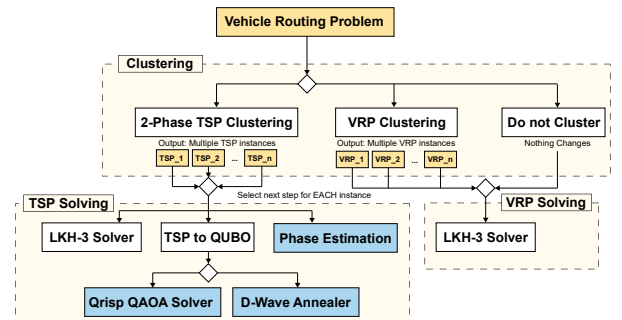 Vehicle Routing Problem
Clustering
2-Phase TSP Clustering
VRP Clustering
Do not Cluster
Output: Multiple TSP instances
Output: Multiple VRP instances
Nothing Changes
TSP_1
TSP_2
...
TSP_n
VRP_1
VRP_2
...
VRP_n
Select next step for EACH instance
TSP Solving
VRP Solving
LKH-3 Solver
TSP to QUBO
Phase Estimation
LKH-3 Solver
Qrisp QAOA Solver
D-Wave Annealer